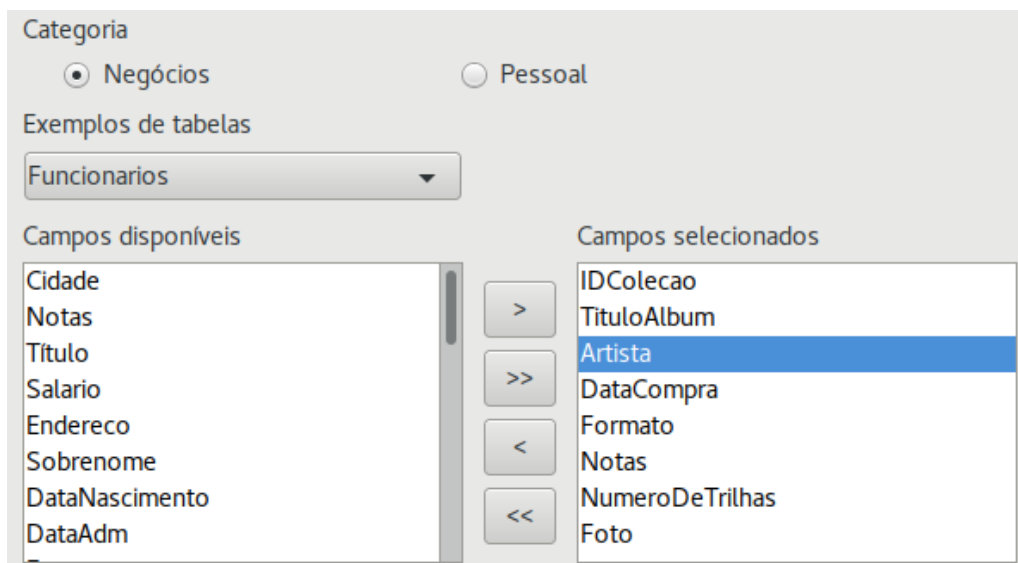 Categoria
Negócios
Pessoal
Exemplos de tabelas
Funcionarios
Campos disponíveis
Cidade
Notas
Título
Salario
Endereco
Sobrenome
DataNascimento
DataAdm
>
>>
<
<<
Campos selecionados
IDColecao
TituloAlbum
Artista
DataCompra
Formato
Notas
NumeroDeTrilhas
Foto